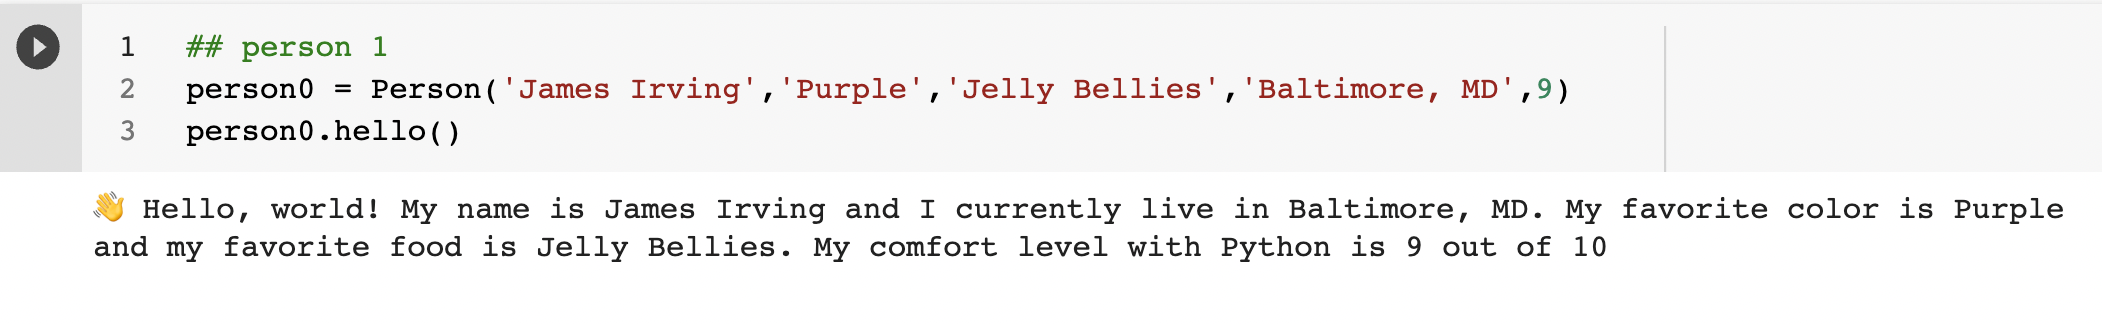 1 ## person 1
2 person0 = Person('James Irving','Purple','Jelly Bellies','Baltimore, MD',9)
3 person0.hello()
👋 Hello, world! My name is James Irving and I currently live in Baltimore, MD. My favorite color is Purple
and my favorite food is Jelly Bellies. My comfort level with Python is 9 out of 10